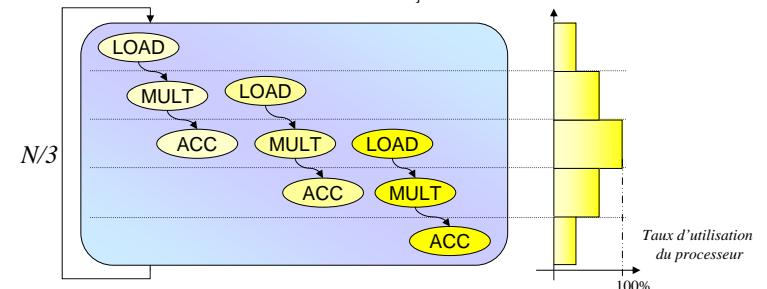 LOAD
MULT LOAD
ACC MULT LOAD
N/3
ACC MULT
ACC
Taux d'utilisation
du processeur
100%